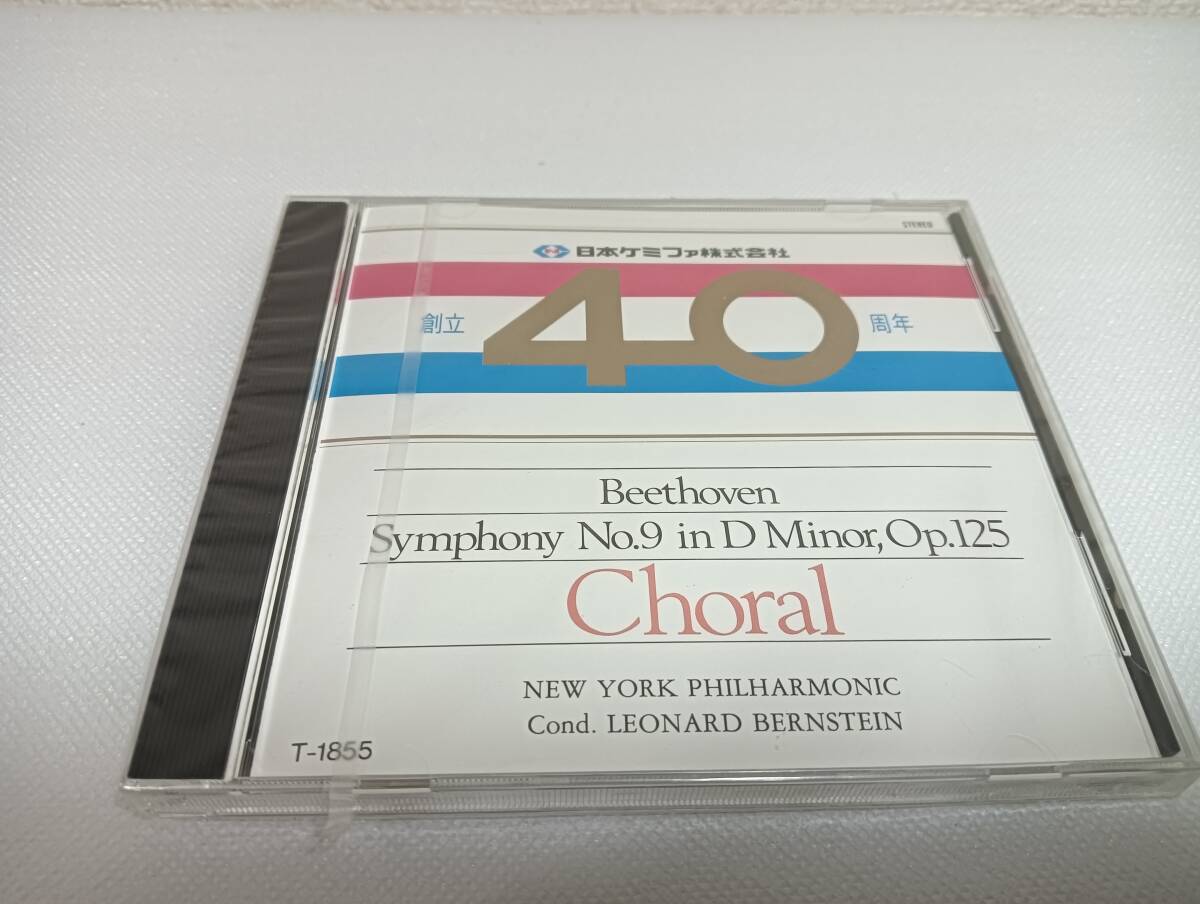 STEREO
日本ケミファ株式会社
創立 40 周年
Beethoven
Symphony No.9 in D Minor, Op.125
Choral
NEW YORK PHILHARMONIC
Cond. LEONARD BERNSTEIN
T-1855